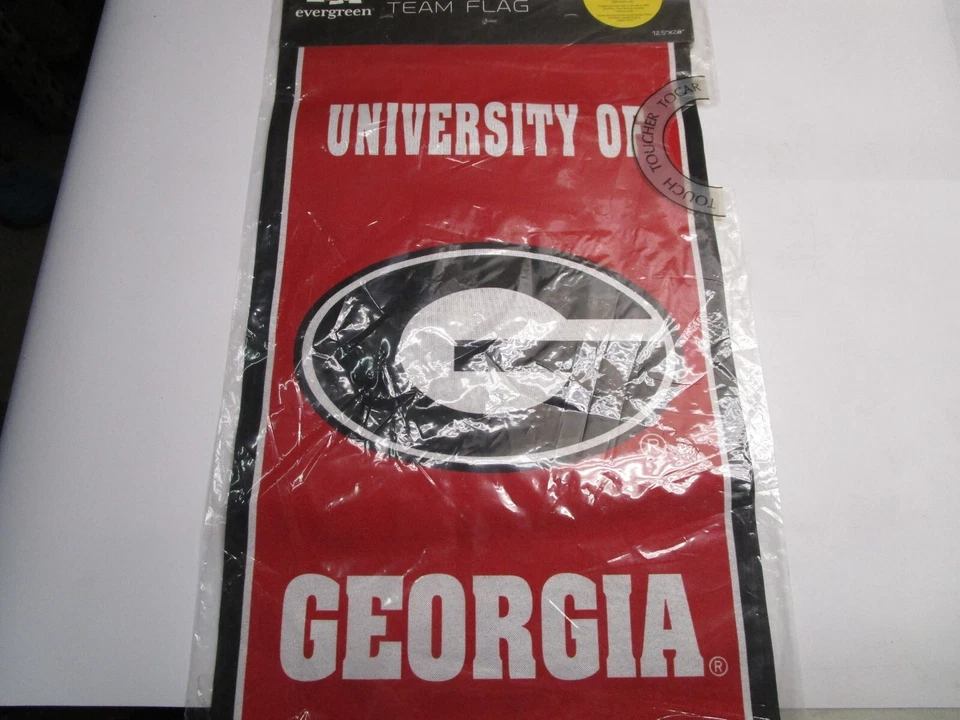 evergreen
TEAM FLAG
12.5"X28"
UNIVERSITY OF
TOUCH TOUCHER TOCAR
G
®
GEORGIA®